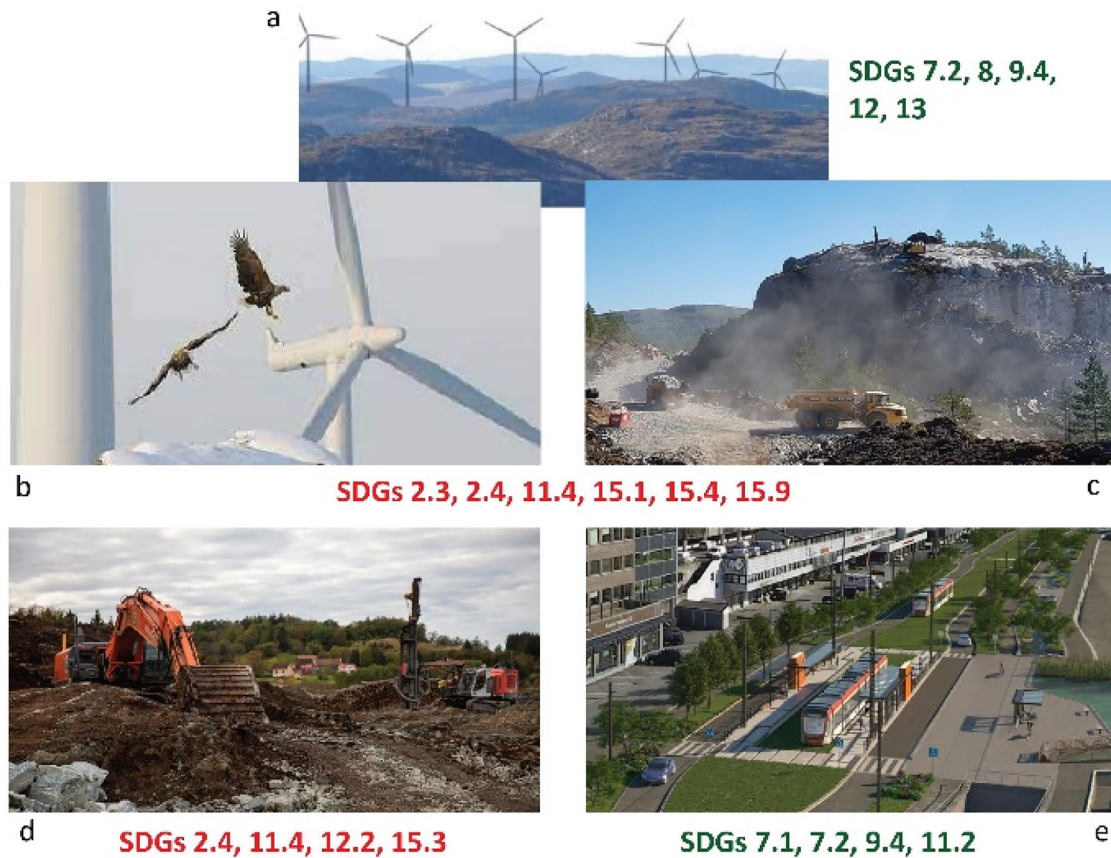 a
SDGs 7.2, 8, 9.4,
12, 13
b
SDGs 2.3, 2.4, 11.4, 15.1, 15.4, 15.9
c
d
SDGs 2.4, 11.4, 12.2, 15.3
SDGs 7.1, 7.2, 9.4, 11.2
e